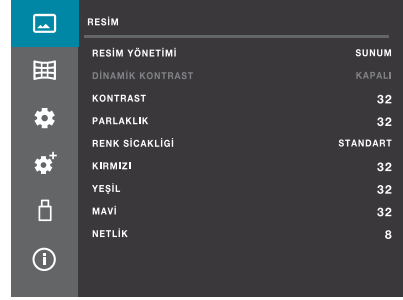 RESİM
RESİM YÖNETİMİ SUNUM
DİNAMİK KONTRAST KAPALI
KONTRAST 32
PARLAKLIK 32
RENK SICAKLIĞI STANDART
KIRMIZI 32
YEŞİL 32
MAVİ 32
NETLİK 8